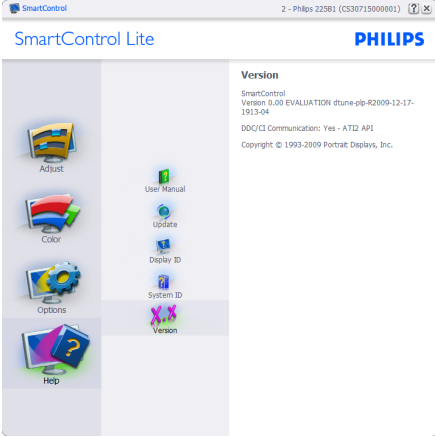 SmartControl
2 - Philips 225B1 (CS30715000001)
SmartControl Lite
PHILIPS
Adjust
Color
Options
Help
User Manual
Update
Display ID
System ID
X.X
Version
Version
SmartControl
Version 0.00 EVALUATION dtune-plp-R2009-12-17-
1913-04
DDC/CI Communication: Yes - ATI2 API
Copyright © 1993-2009 Portrait Displays, Inc.